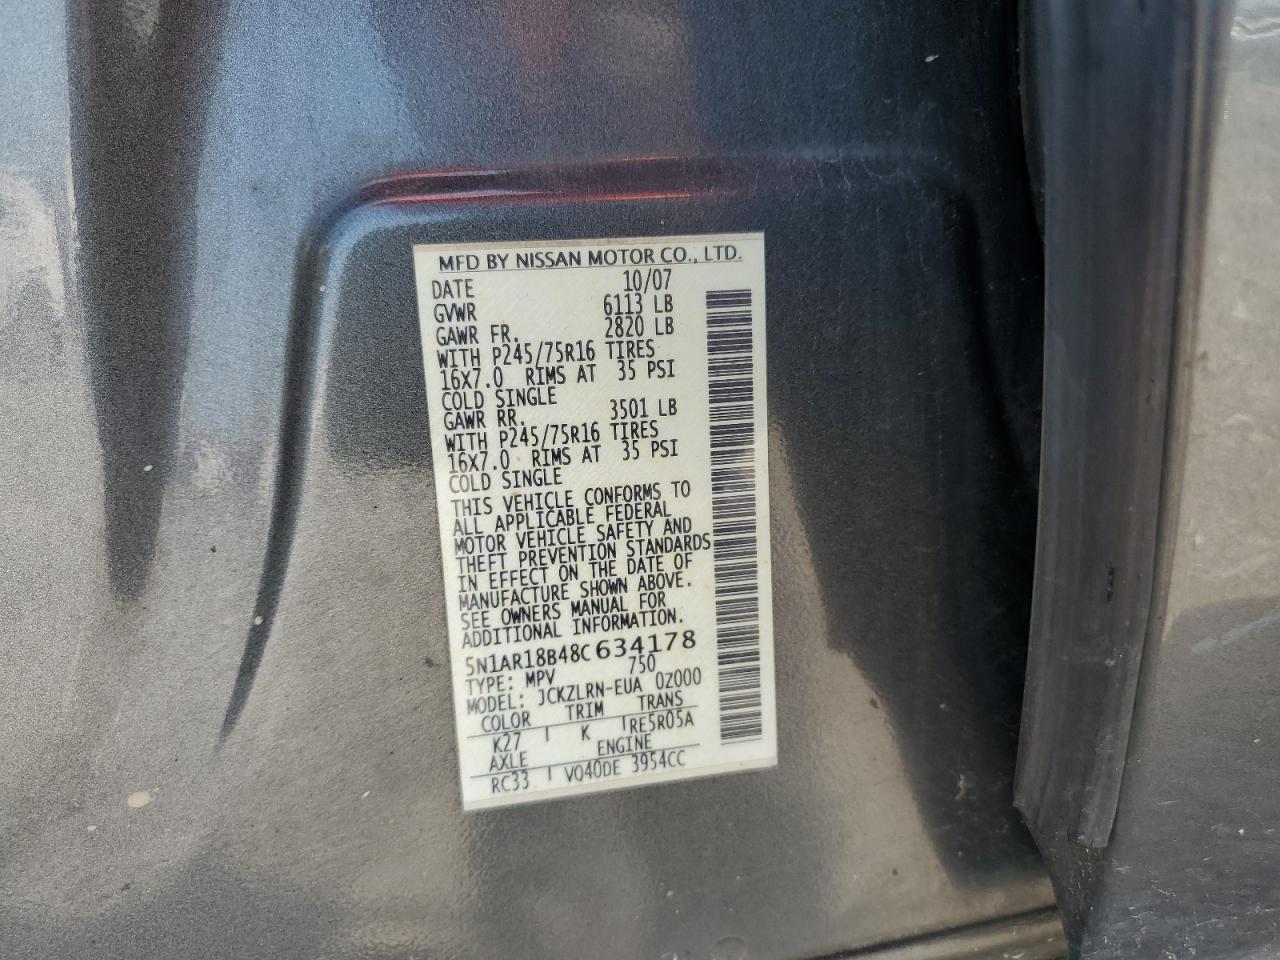 MFD BY NISSAN MOTOR CO., LTD.
DATE 10/07
GVWR 6113 LB
GAWR FR. 2820 LB
WITH P245/75R16 TIRES
16X7.0 RIMS AT 35 PSI
COLD SINGLE
GAWR RR. 3501 LB
WITH P245/75R16 TIRES
16X7.0 RIMS AT 35 PSI
COLD SINGLE
THIS VEHICLE CONFORMS TO
ALL APPLICABLE FEDERAL
MOTOR VEHICLE SAFETY AND
THEFT PREVENTION STANDARDS
IN EFFECT ON THE DATE OF
MANUFACTURE SHOWN ABOVE.
SEE OWNERS MANUAL FOR
ADDITIONAL INFORMATION.
5N1AR18B48C634178
TYPE: MPV 750
MODEL: JCKZLRN-EUA 0Z000
COLOR TRIM TRANS
K27 K RE5R05A
AXLE ENGINE
RC33 VQ40DE 3954CC